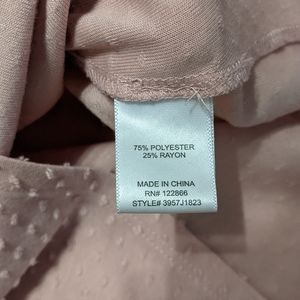 75% POLYESTER
25% RAYON
MADE IN CHINA
RN# 122866
STYLE# 3957J1823